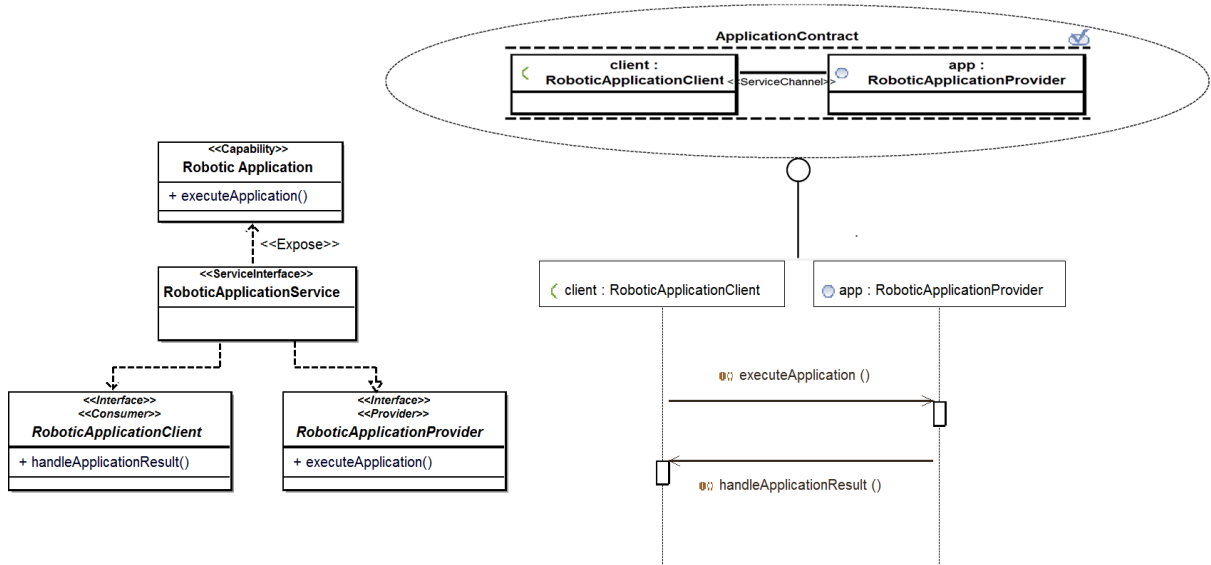 ApplicationContract
client :
RoboticApplicationClient
<<ServiceChannel>>
app :
RoboticApplicationProvider
<<Capability>>
Robotic Application
+ executeApplication()
<<Expose>>
<<ServiceInterface>>
RoboticApplicationService
<<Interface>>
<<Consumer>>
RoboticApplicationClient
+ handleApplicationResult()
<<Interface>>
<<Provider>>
RoboticApplicationProvider
+ executeApplication()
client : RoboticApplicationClient
app : RoboticApplicationProvider
executeApplication ()
handleApplicationResult ()